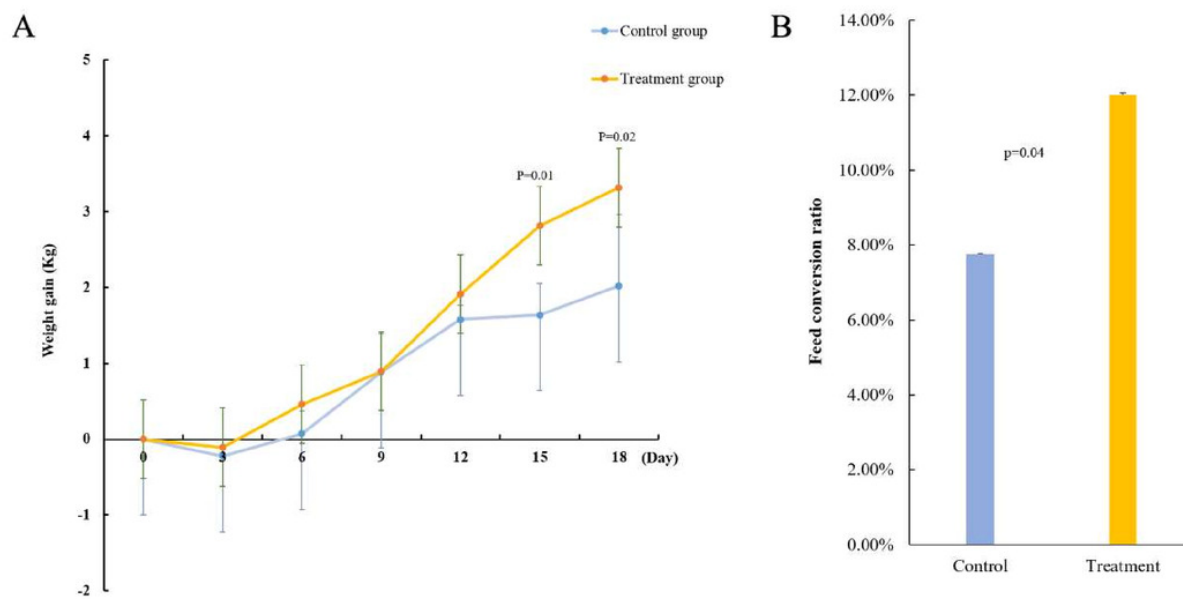 A
Control group
Treatment group
5
4
3
2
1
0
-1
-2
Weight gain (Kg)
P=0.01
P=0.02
0 3 6 9 12 15 18 (Day)
B
14.00%
12.00%
10.00%
8.00%
6.00%
4.00%
2.00%
0.00%
Feed conversion ratio
p=0.04
Control Treatment